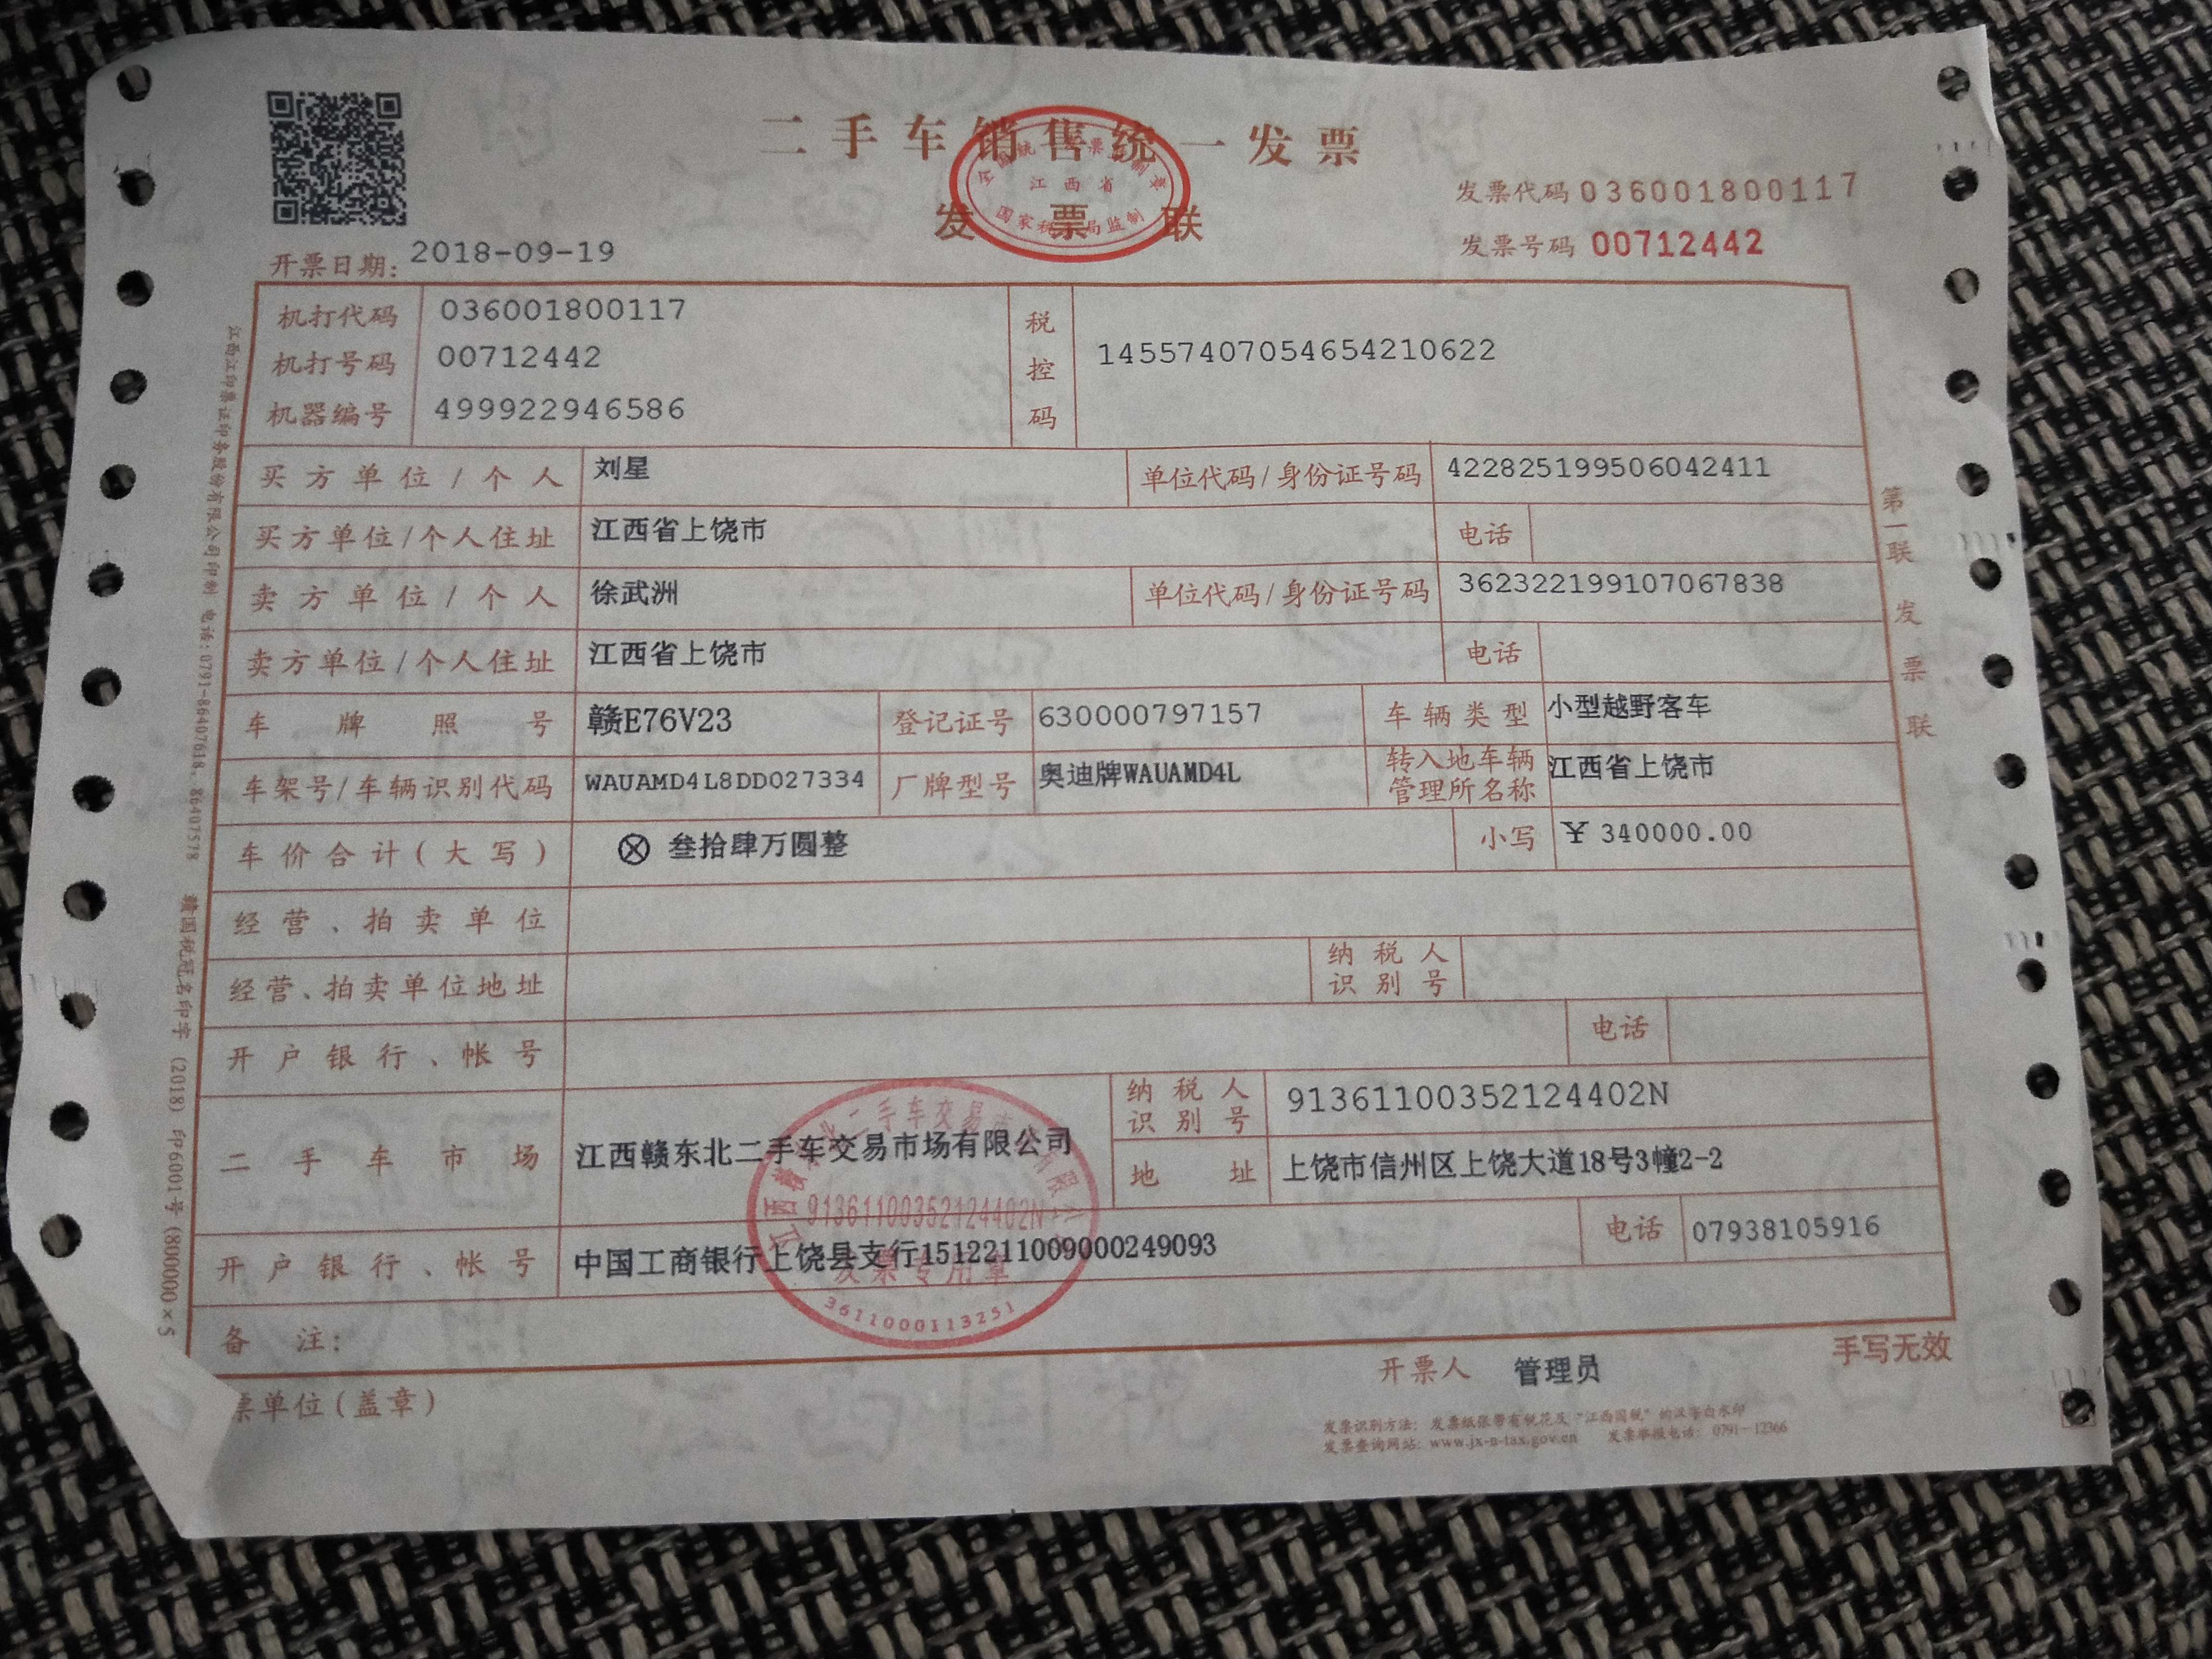 二手车销售统一发票
全国统一发票监制章
江西省
国家税务局监制
发票联
发票代码 036001800117
发票号码 00712442
开票日期: 2018-09-19
机打代码 036001800117
机打号码 00712442
机器编号 499922946586
税控码 14557407054654210622
买方单位/个人 刘星 单位代码/身份证号码 422825199506042411
买方单位/个人住址 江西省上饶市 电话
卖方单位/个人 徐武洲 单位代码/身份证号码 362322199107067838
卖方单位/个人住址 江西省上饶市 电话
车牌照号 赣E76V23 登记证号 630000797157 车辆类型 小型越野客车
车架号/车辆识别代码 WAUAMD4L8DD027334 厂牌型号 奥迪牌WAUAMD4L 转入地车辆管理所名称 江西省上饶市
车价合计(大写) ⊗ 叁拾肆万圆整 小写 ¥ 340000.00
经营、拍卖单位
经营、拍卖单位地址 纳税人识别号
开户银行、帐号 电话
二手车市场 江西赣东北二手车交易市场有限公司 纳税人识别号 91361100352124402N
地址 上饶市信州区上饶大道18号3幢2-2
开户银行、帐号 中国工商银行上饶县支行1512211009000249093 电话 07938105916
备注:
票单位(盖章)
开票人 管理员
手写无效
发票识别方法: 发票纸张带有税花及"江西国税"的汉字白水印
发票查询网站: www.jx-n-tax.gov.cn 发票举报电话: 0791-12366
江西赣东北二手车交易市场有限公司
91361100352124402N
发票专用章
3611000113251
第一联 发票联
江西江印票证印务股份有限公司印制 电话:0791-86407618、86407578 赣国税冠名印字 (2018) 印6001号 (80000×5